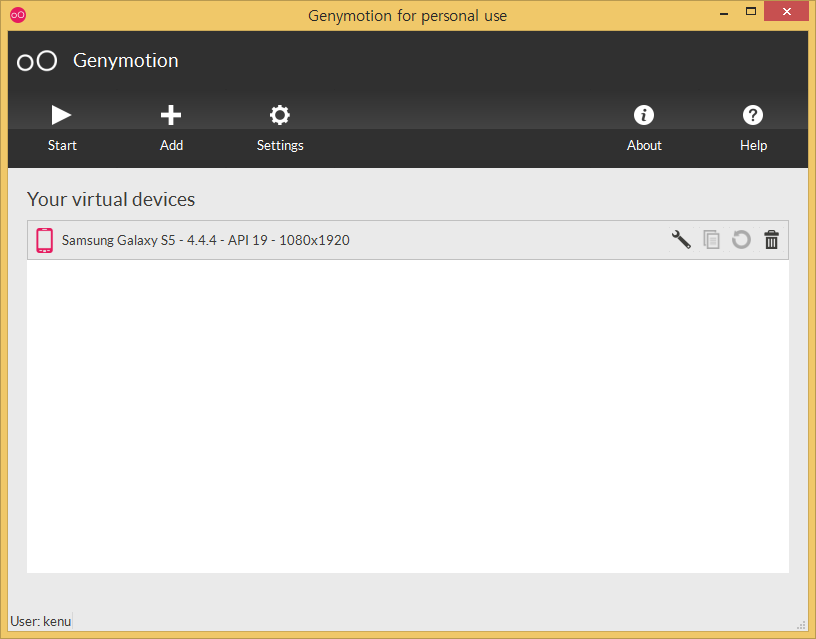 Genymotion for personal use
Genymotion
Start Add Settings About Help
Your virtual devices
Samsung Galaxy S5 - 4.4.4 - API 19 - 1080x1920
User: kenu